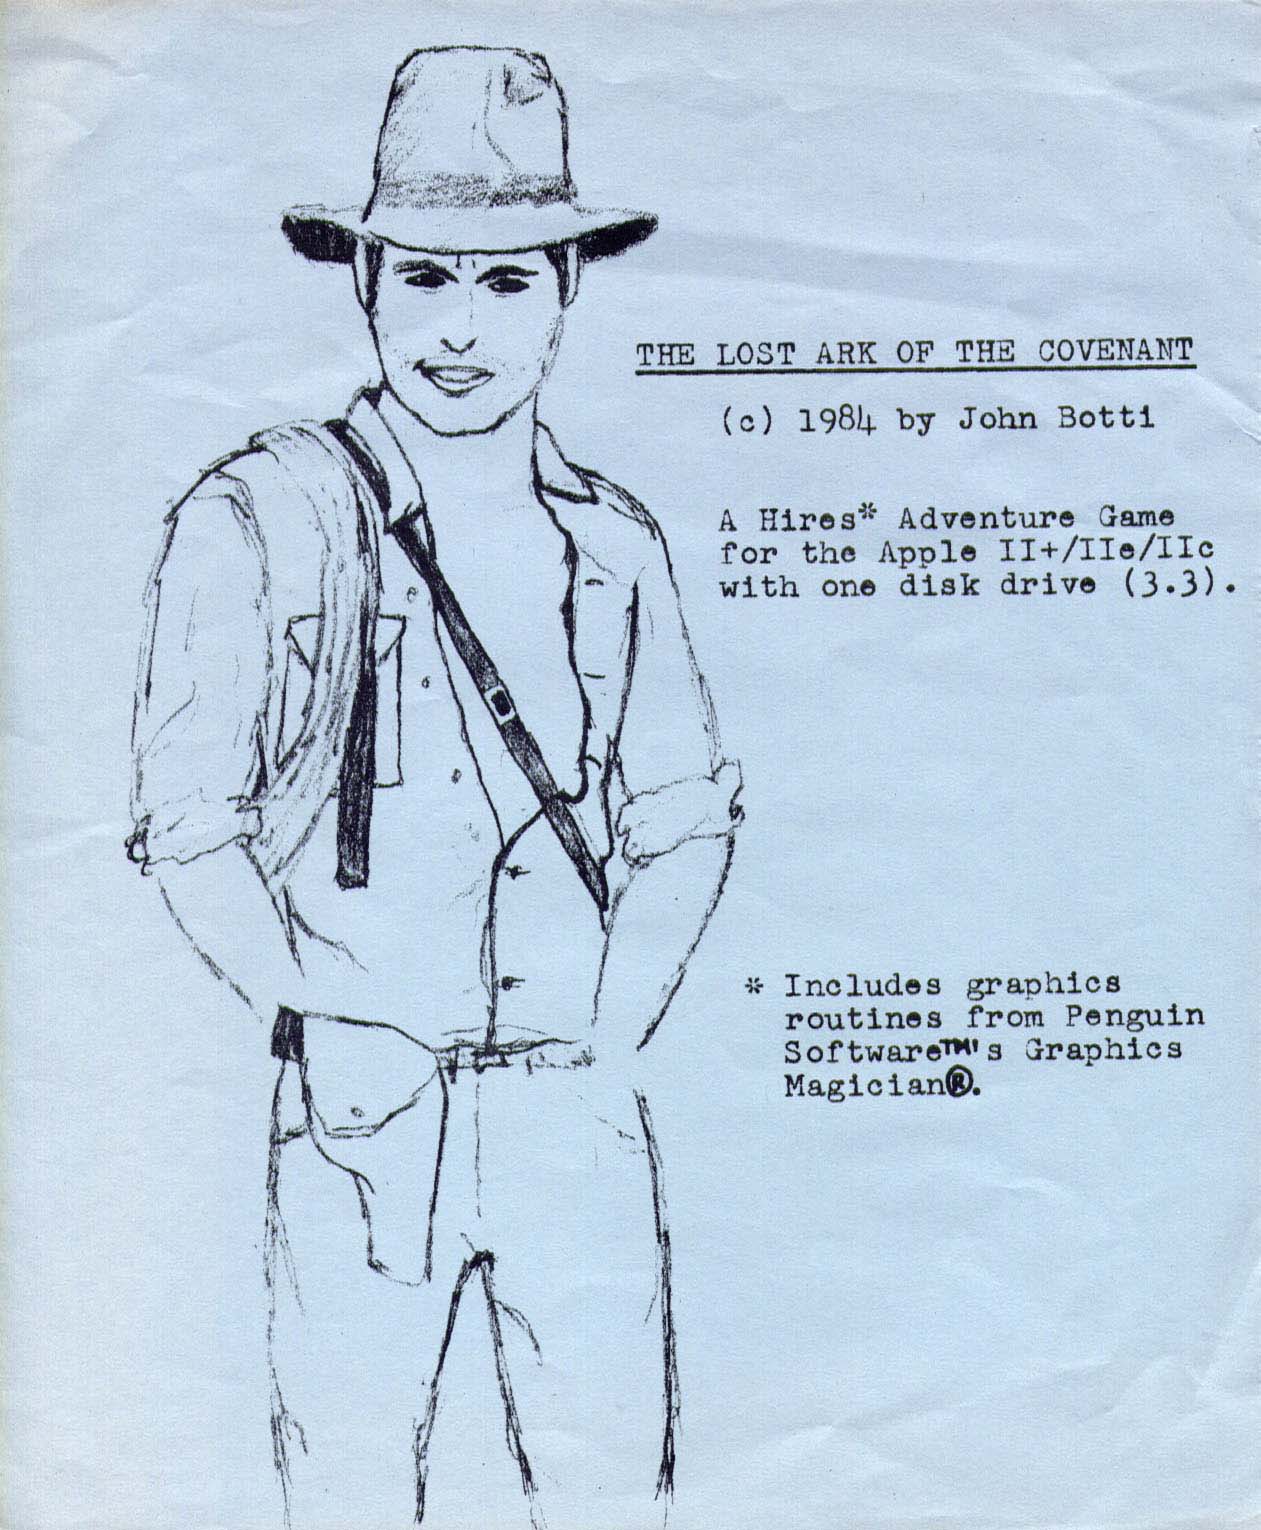 THE LOST ARK OF THE COVENANT
(c) 1984 by John Botti
A Hires* Adventure Game
for the Apple II+/IIe/IIc
with one disk drive (3.3).
* Includes graphics
routines from Penguin
Software™'s Graphics
Magician®.